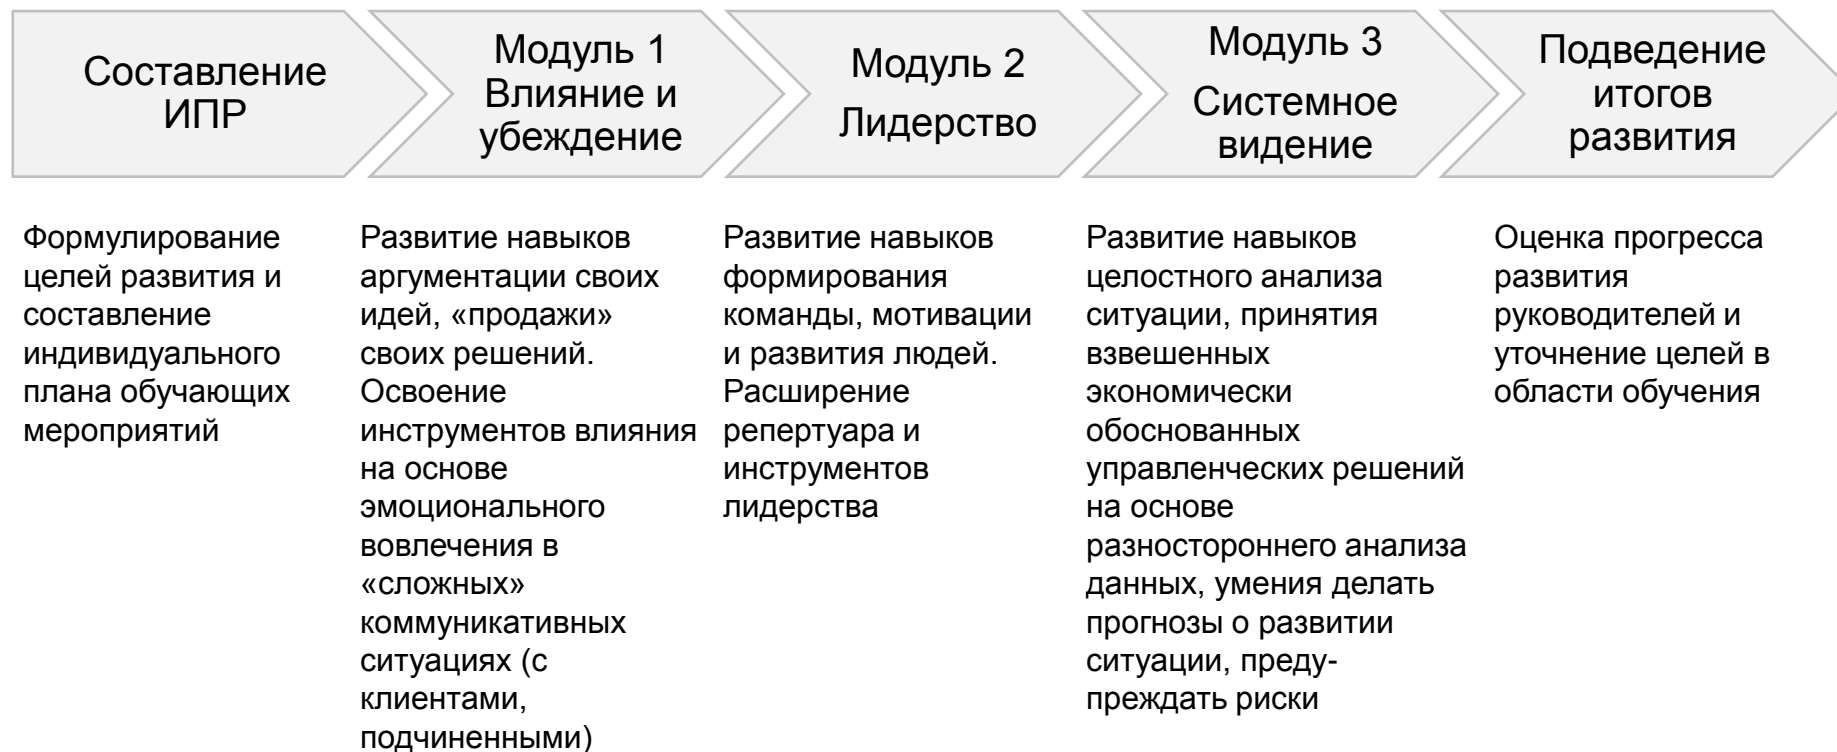 Составление
ИПР
Модуль 1
Влияние и
убеждение
Модуль 2
Лидерство
Модуль 3
Системное
видение
Подведение
итогов
развития
Формулирование
целей развития и
составление
индивидуального
плана обучающих
мероприятий
Развитие навыков
аргументации своих
идей, «продажи»
своих решений.
Освоение
инструментов влияния
на основе
эмоционального
вовлечения в
«сложных»
коммуникативных
ситуациях (с
клиентами,
подчиненными)
Развитие навыков
формирования
команды, мотивации
и развития людей.
Расширение
репертуара и
инструментов
лидерства
Развитие навыков
целостного анализа
ситуации, принятия
взвешенных
экономически
обоснованных
управленческих решений
на основе
разностороннего анализа
данных, умения делать
прогнозы о развитии
ситуации, преду-
преждать риски
Оценка прогресса
развития
руководителей и
уточнение целей в
области обучения